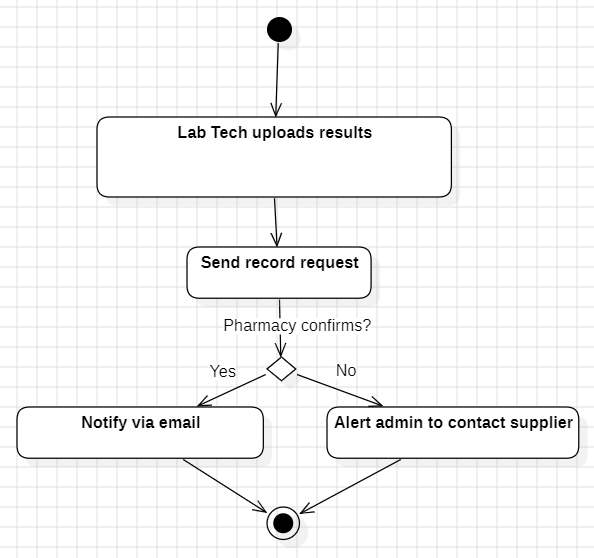 Lab Tech uploads results
Send record request
Pharmacy confirms?
Yes
No
Notify via email
Alert admin to contact supplier